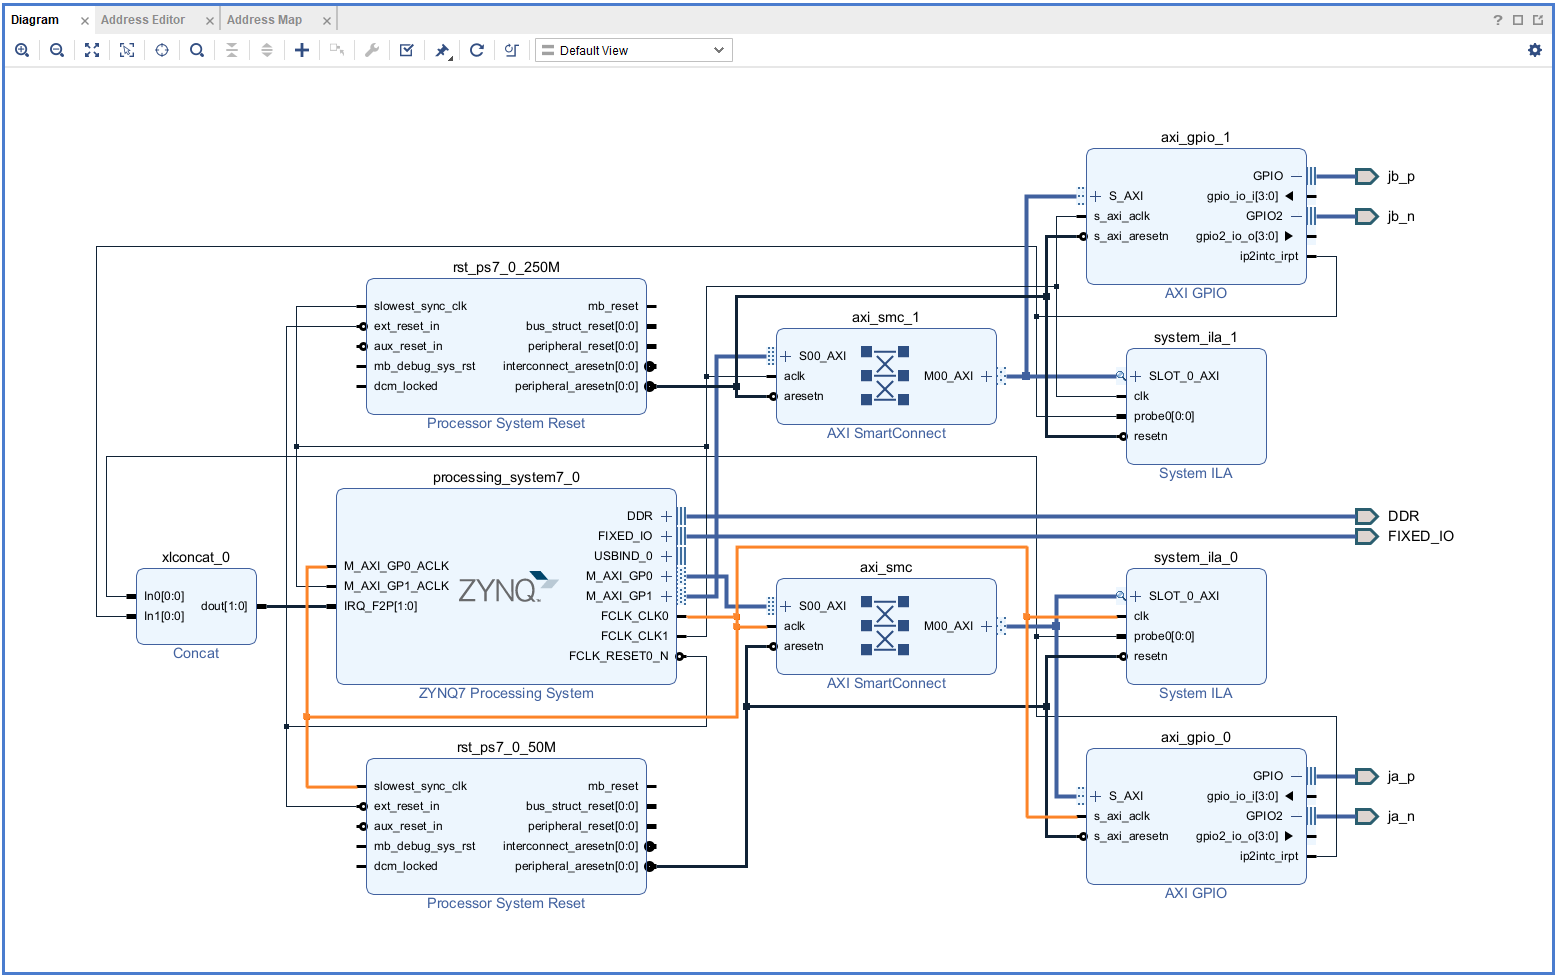 Diagram
Address Editor
Address Map
Default View
axi_gpio_1
GPIO
S_AXI
gpio_io_i[3:0]
s_axi_aclk
GPIO2
s_axi_aresetn
gpio2_io_o[3:0]
ip2intc_irpt
AXI GPIO
jb_p
jb_n
rst_ps7_0_250M
slowest_sync_clk
mb_reset
ext_reset_in
bus_struct_reset[0:0]
aux_reset_in
peripheral_reset[0:0]
mb_debug_sys_rst
interconnect_aresetn[0:0]
dcm_locked
peripheral_aresetn[0:0]
Processor System Reset
axi_smc_1
S00_AXI
aclk
M00_AXI
aresetn
AXI SmartConnect
system_ila_1
SLOT_0_AXI
clk
probe0[0:0]
resetn
System ILA
processing_system7_0
DDR
FIXED_IO
USBIND_0
M_AXI_GP0_ACLK
M_AXI_GP0
M_AXI_GP1_ACLK
M_AXI_GP1
IRQ_F2P[1:0]
FCLK_CLK0
FCLK_CLK1
FCLK_RESET0_N
ZYNQ
ZYNQ7 Processing System
DDR
FIXED_IO
xlconcat_0
In0[0:0]
In1[0:0]
dout[1:0]
Concat
axi_smc
S00_AXI
aclk
M00_AXI
aresetn
AXI SmartConnect
system_ila_0
SLOT_0_AXI
clk
probe0[0:0]
resetn
System ILA
rst_ps7_0_50M
slowest_sync_clk
mb_reset
ext_reset_in
bus_struct_reset[0:0]
aux_reset_in
peripheral_reset[0:0]
mb_debug_sys_rst
interconnect_aresetn[0:0]
dcm_locked
peripheral_aresetn[0:0]
Processor System Reset
axi_gpio_0
GPIO
S_AXI
gpio_io_i[3:0]
s_axi_aclk
GPIO2
s_axi_aresetn
gpio2_io_o[3:0]
ip2intc_irpt
AXI GPIO
ja_p
ja_n